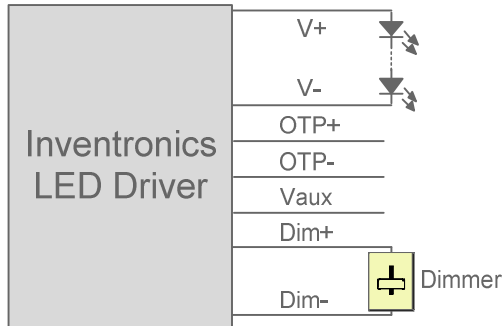 Inventronics
LED Driver
V+
V-
OTP+
OTP-
Vaux
Dim+
Dimmer
Dim-